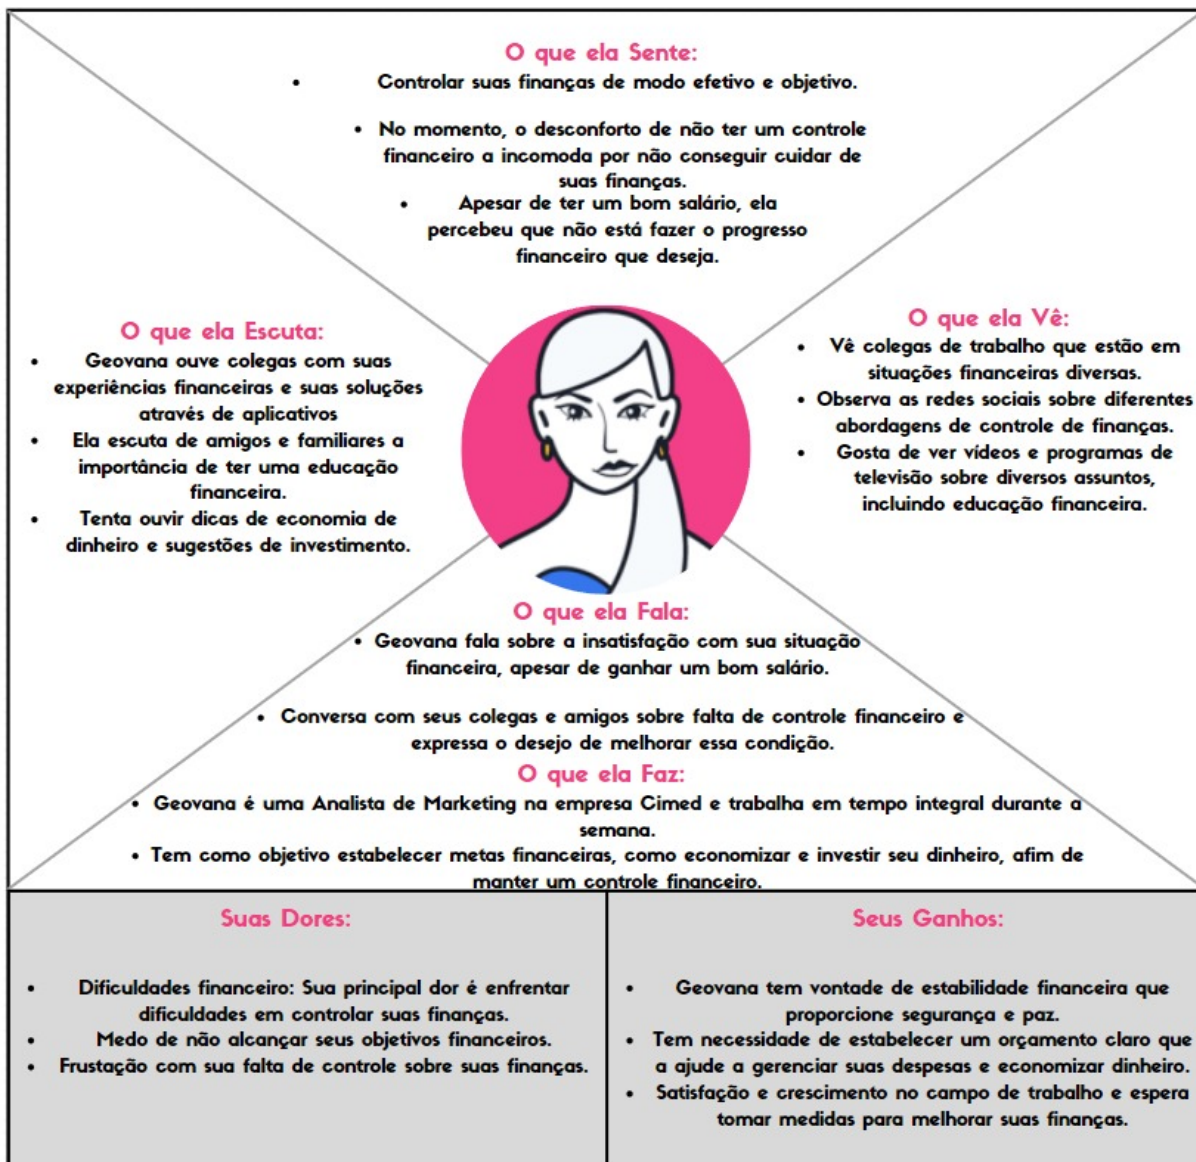 O que ela Sente:
• Controlar suas finanças de modo efetivo e objetivo.
• No momento, o desconforto de não ter um controle
financeiro a incomoda por não conseguir cuidar de
suas finanças.
• Apesar de ter um bom salário, ela
percebeu que não está fazer o progresso
financeiro que deseja.
O que ela Escuta:
• Geovana ouve colegas com suas
experiências financeiras e suas soluções
através de aplicativos
• Ela escuta de amigos e familiares a
importância de ter uma educação
financeira.
• Tenta ouvir dicas de economia de
dinheiro e sugestões de investimento.
O que ela Vê:
• Vê colegas de trabalho que estão em
situações financeiras diversas.
• Observa as redes sociais sobre diferentes
abordagens de controle de finanças.
• Gosta de ver vídeos e programas de
televisão sobre diversos assuntos,
incluindo educação financeira.
O que ela Fala:
• Geovana fala sobre a insatisfação com sua situação
financeira, apesar de ganhar um bom salário.
• Conversa com seus colegas e amigos sobre falta de controle financeiro e
expressa o desejo de melhorar essa condição.
O que ela Faz:
• Geovana é uma Analista de Marketing na empresa Cimed e trabalha em tempo integral durante a
semana.
• Tem como objetivo estabelecer metas financeiras, como economizar e investir seu dinheiro, afim de
manter um controle financeiro.
Suas Dores:
• Dificuldades financeiro: Sua principal dor é enfrentar
dificuldades em controlar suas finanças.
• Medo de não alcançar seus objetivos financeiros.
• Frustação com sua falta de controle sobre suas finanças.
Seus Ganhos:
• Geovana tem vontade de estabilidade financeira que
proporcione segurança e paz.
• Tem necessidade de estabelecer um orçamento claro que
a ajude a gerenciar suas despesas e economizar dinheiro.
• Satisfação e crescimento no campo de trabalho e espera
tomar medidas para melhorar suas finanças.